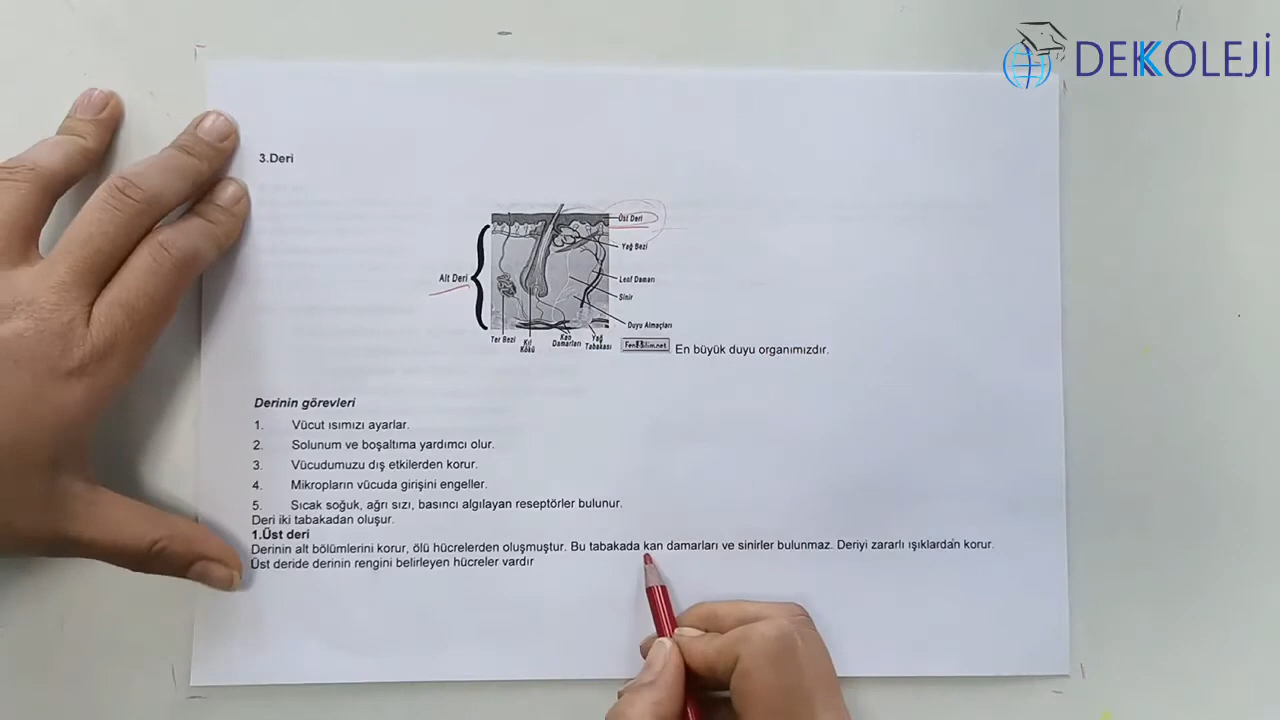 DEKKOLEJİ
3.Deri
Üst Deri
Yağ Bezi
Alt Deri
Lenf Damarı
Sinir
Duyu Almaçları
Ter Bezi
Kıl Kökü
Kan Damarları
Yağ Tabakası
FenBilim.net
En büyük duyu organımızdır.
Derinin görevleri
1. Vücut ısımızı ayarlar.
2. Solunum ve boşaltıma yardımcı olur.
3. Vücudumuzu dış etkilerden korur.
4. Mikropların vücuda girişini engeller.
5. Sıcak soğuk, ağrı sızı, basıncı algılayan reseptörler bulunur.
Deri iki tabakadan oluşur.
1.Üst deri
Derinin alt bölümlerini korur, ölü hücrelerden oluşmuştur. Bu tabakada kan damarları ve sinirler bulunmaz. Deriyi zararlı ışıklardan korur.
Üst deride derinin rengini belirleyen hücreler vardır